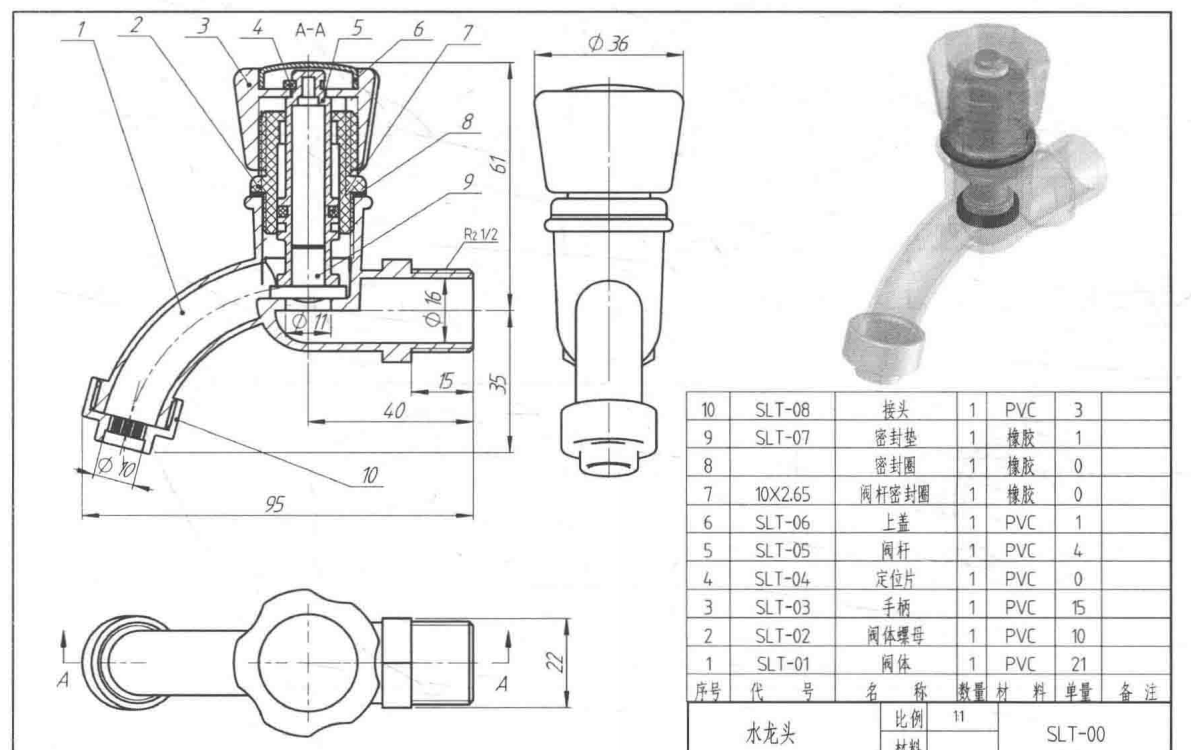 1 2 3 4 A-A 5 6 7
8
9
10
61
35
R₂1/2
Φ16
Φ11
15
40
Φ10
95
Φ36
A A
22
10 SLT-08 接头 1 PVC 3
9 SLT-07 密封垫 1 橡胶 1
8 密封圈 1 橡胶 0
7 10X2.65 阀杆密封圈 1 橡胶 0
6 SLT-06 上盖 1 PVC 1
5 SLT-05 阀杆 1 PVC 4
4 SLT-04 定位片 1 PVC 0
3 SLT-03 手柄 1 PVC 15
2 SLT-02 阀体螺母 1 PVC 10
1 SLT-01 阀体 1 PVC 21
序号 代 号 名 称 数量 材 料 单量 备 注
水龙头 比例 1:1 SLT-00
材料